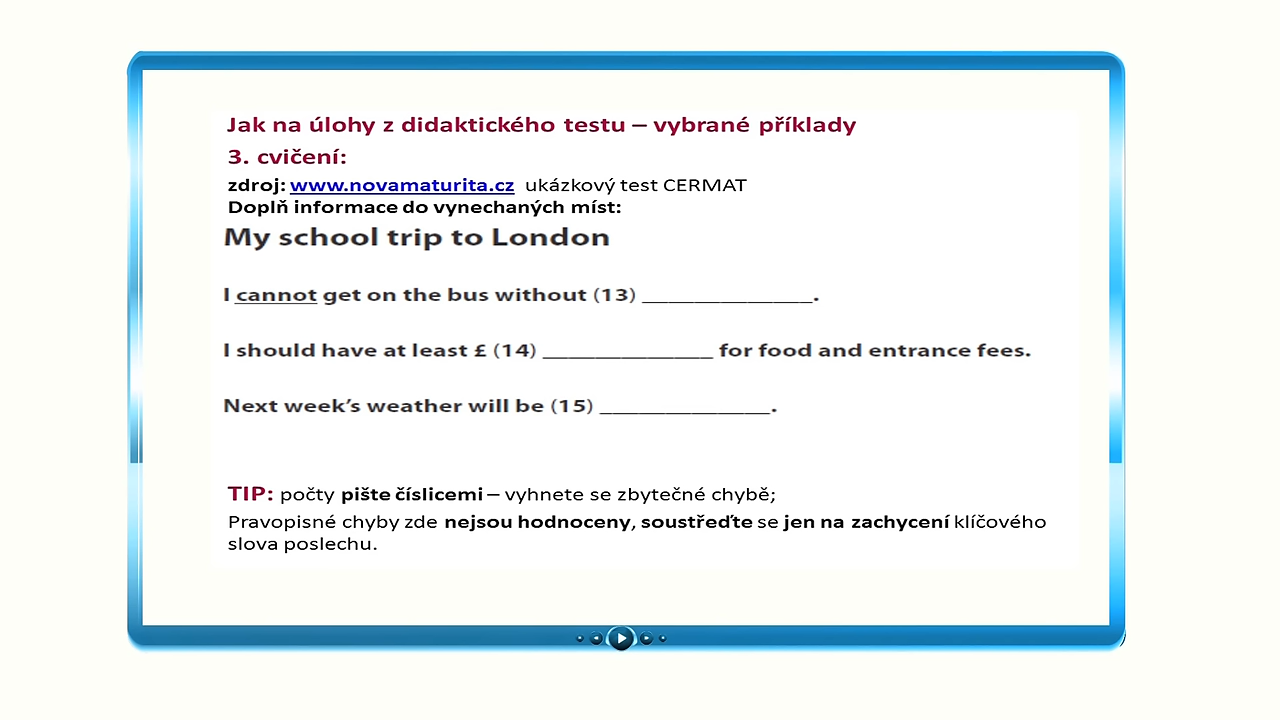 Jak na úlohy z didaktického testu – vybrané příklady
3. cvičení:
zdroj: www.novamaturita.cz ukázkový test CERMAT
Doplň informace do vynechaných míst:
My school trip to London
I cannot get on the bus without (13) ________________.
I should have at least £ (14) ________________ for food and entrance fees.
Next week’s weather will be (15) ________________.
TIP: počty pište číslicemi – vyhnete se zbytečné chybě;
Pravopisné chyby zde nejsou hodnoceny, soustřeďte se jen na zachycení klíčového
slova poslechu.